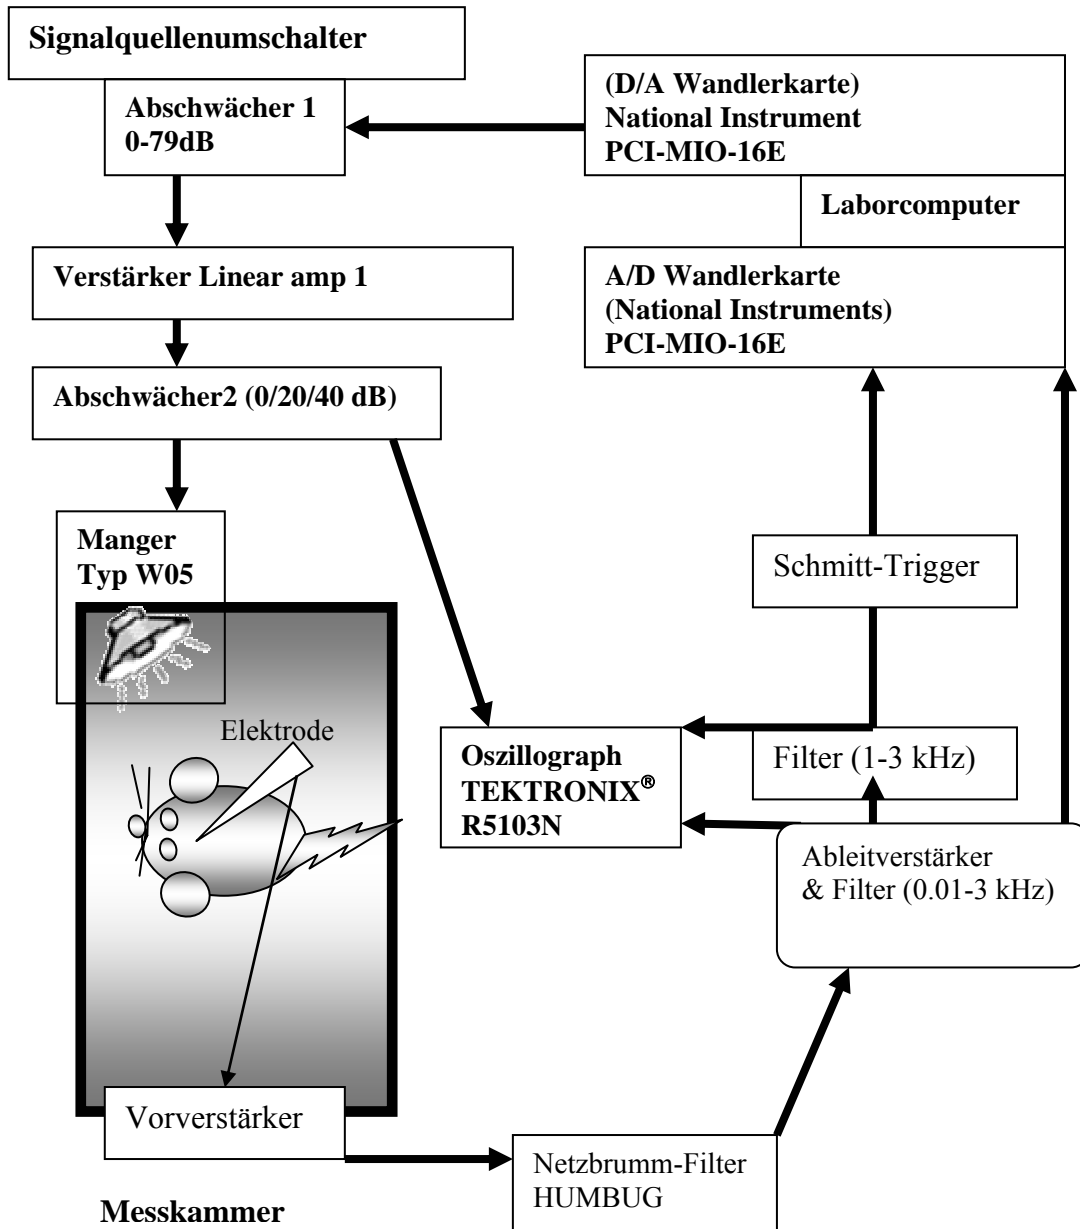 Signalquellenumschalter
Abschwächer 1
0-79dB
(D/A Wandlerkarte)
National Instrument
PCI-MIO-16E
Laborcomputer
Verstärker Linear amp 1
A/D Wandlerkarte
(National Instruments)
PCI-MIO-16E
Abschwächer2 (0/20/40 dB)
Manger
Typ W05
Schmitt-Trigger
Elektrode
Oszillograph
TEKTRONIX®
R5103N
Filter (1-3 kHz)
Ableitverstärker
& Filter (0.01-3 kHz)
Vorverstärker
Netzbrumm-Filter
HUMBUG
Messkammer